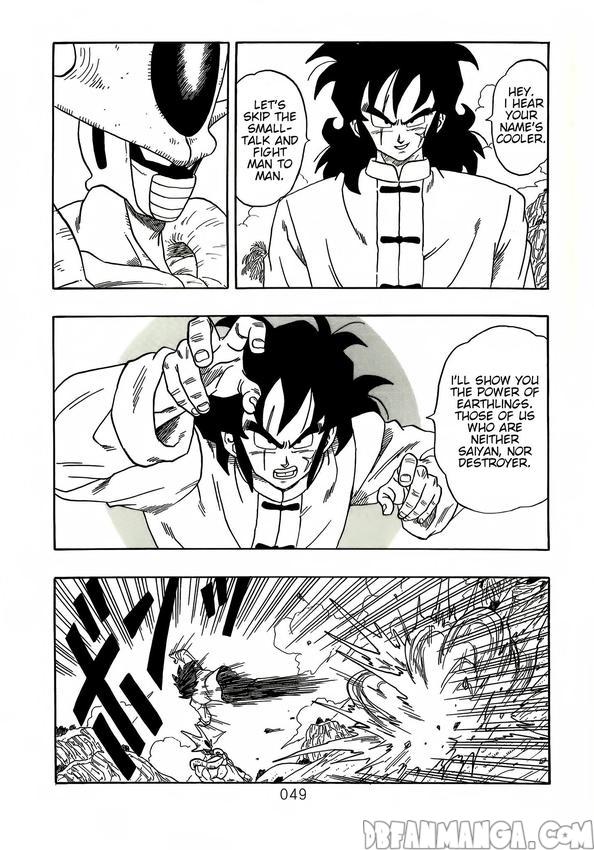 HEY.
I HEAR
YOUR
NAME'S
COOLER.
LET'S
SKIP THE
SMALL-
TALK AND
FIGHT
MAN TO
MAN.
I'LL SHOW YOU
THE POWER OF
EARTHLINGS.
THOSE OF US
WHO ARE
NEITHER
SAIYAN, NOR
DESTROYER.
049
DBFANMANGA.COM